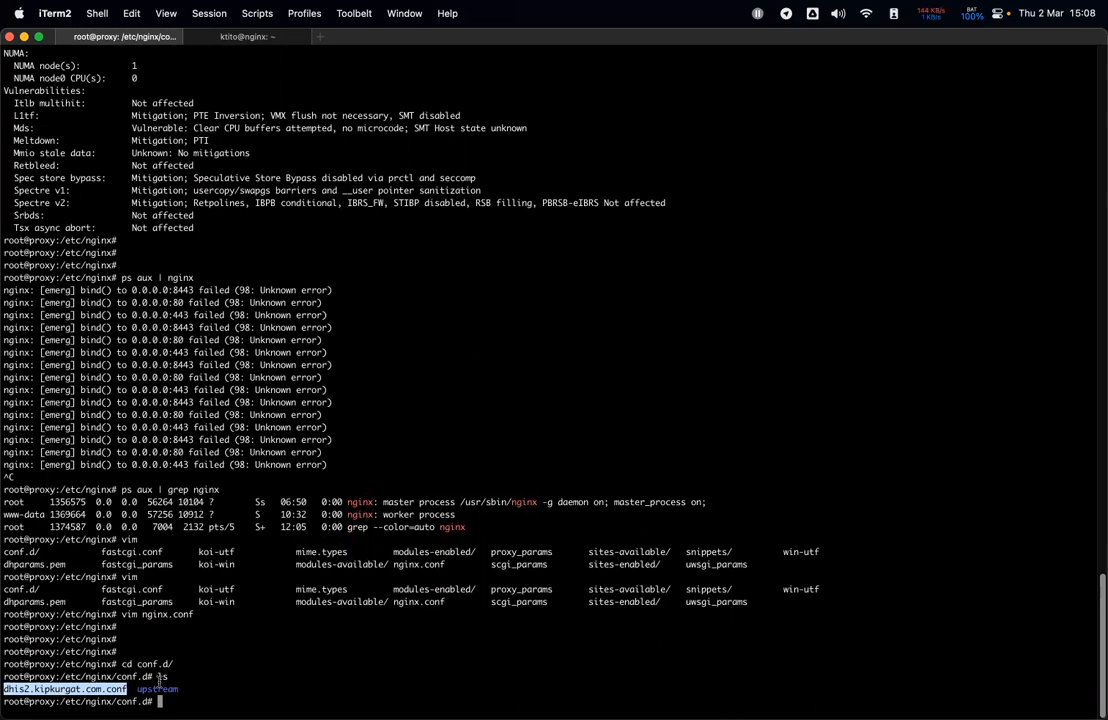 iTerm2 Shell Edit View Session Scripts Profiles Toolbelt Window Help 144 KB/s 1 KB/s BAT 100% Thu 2 Mar 15:08
root@proxy: /etc/nginx/co... ktito@nginx: ~ +
NUMA:
NUMA node(s): 1
NUMA node0 CPU(s): 0
Vulnerabilities:
Itlb multihit: Not affected
L1tf: Mitigation; PTE Inversion; VMX flush not necessary, SMT disabled
Mds: Vulnerable: Clear CPU buffers attempted, no microcode; SMT Host state unknown
Meltdown: Mitigation; PTI
Mmio stale data: Unknown: No mitigations
Retbleed: Not affected
Spec store bypass: Mitigation; Speculative Store Bypass disabled via prctl and seccomp
Spectre v1: Mitigation; usercopy/swapgs barriers and __user pointer sanitization
Spectre v2: Mitigation; Retpolines, IBPB conditional, IBRS_FW, STIBP disabled, RSB filling, PBRSB-eIBRS Not affected
Srbds: Not affected
Tsx async abort: Not affected
root@proxy:/etc/nginx#
root@proxy:/etc/nginx#
root@proxy:/etc/nginx#
root@proxy:/etc/nginx# ps aux | nginx
nginx: [emerg] bind() to 0.0.0.0:8443 failed (98: Unknown error)
nginx: [emerg] bind() to 0.0.0.0:80 failed (98: Unknown error)
nginx: [emerg] bind() to 0.0.0.0:443 failed (98: Unknown error)
nginx: [emerg] bind() to 0.0.0.0:8443 failed (98: Unknown error)
nginx: [emerg] bind() to 0.0.0.0:80 failed (98: Unknown error)
nginx: [emerg] bind() to 0.0.0.0:443 failed (98: Unknown error)
nginx: [emerg] bind() to 0.0.0.0:8443 failed (98: Unknown error)
nginx: [emerg] bind() to 0.0.0.0:80 failed (98: Unknown error)
nginx: [emerg] bind() to 0.0.0.0:443 failed (98: Unknown error)
nginx: [emerg] bind() to 0.0.0.0:8443 failed (98: Unknown error)
nginx: [emerg] bind() to 0.0.0.0:80 failed (98: Unknown error)
nginx: [emerg] bind() to 0.0.0.0:443 failed (98: Unknown error)
nginx: [emerg] bind() to 0.0.0.0:8443 failed (98: Unknown error)
nginx: [emerg] bind() to 0.0.0.0:80 failed (98: Unknown error)
nginx: [emerg] bind() to 0.0.0.0:443 failed (98: Unknown error)
^C
root@proxy:/etc/nginx# ps aux | grep nginx
root 1356575 0.0 0.0 56264 10104 ? Ss 06:50 0:00 nginx: master process /usr/sbin/nginx -g daemon on; master_process on;
www-data 1369664 0.0 0.0 57256 10912 ? S 10:32 0:00 nginx: worker process
root 1374587 0.0 0.0 7004 2132 pts/5 S+ 12:05 0:00 grep --color=auto nginx
root@proxy:/etc/nginx# vim
conf.d/ fastcgi.conf koi-utf mime.types modules-enabled/ proxy_params sites-available/ snippets/ win-utf
dhparams.pem fastcgi_params koi-win modules-available/ nginx.conf scgi_params sites-enabled/ uwsgi_params
root@proxy:/etc/nginx# vim
conf.d/ fastcgi.conf koi-utf mime.types modules-enabled/ proxy_params sites-available/ snippets/ win-utf
dhparams.pem fastcgi_params koi-win modules-available/ nginx.conf scgi_params sites-enabled/ uwsgi_params
root@proxy:/etc/nginx# vim nginx.conf
root@proxy:/etc/nginx#
root@proxy:/etc/nginx#
root@proxy:/etc/nginx#
root@proxy:/etc/nginx# cd conf.d/
root@proxy:/etc/nginx/conf.d# ls
dhis2.kipkurgat.com.conf upstream
root@proxy:/etc/nginx/conf.d#